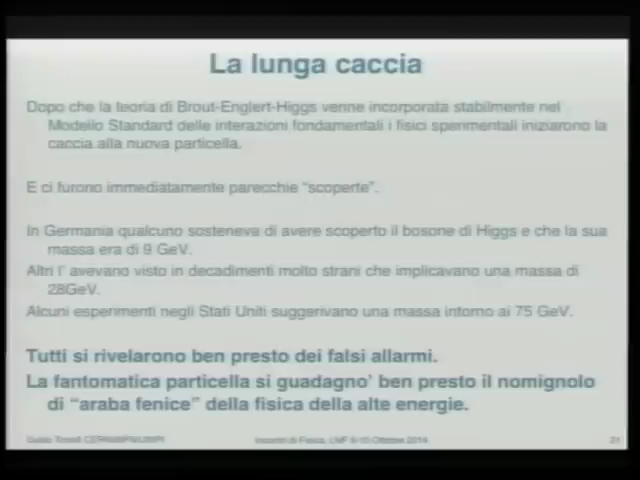 La lunga caccia
Dopo che la teoria di Brout-Englert-Higgs venne incorporata stabilmente nel
Modello Standard delle interazioni fondamentali i fisici sperimentali iniziarono la
caccia alla nuova particella.
E ci furono immediatamente parecchie “scoperte”.
In Germania qualcuno sosteneva di avere scoperto il bosone di Higgs e che la sua
massa era di 9 GeV.
Altri l’ avevano visto in decadimenti molto strani che implicavano una massa di
28GeV.
Alcuni esperimenti negli Stati Uniti suggerivano una massa intorno ai 75 GeV.
Tutti si rivelarono ben presto dei falsi allarmi.
La fantomatica particella si guadagno’ ben presto il nomignolo
di “araba fenice” della fisica della alte energie.
Incontri di Fisica, LNF 8-10 Ottobre 2014